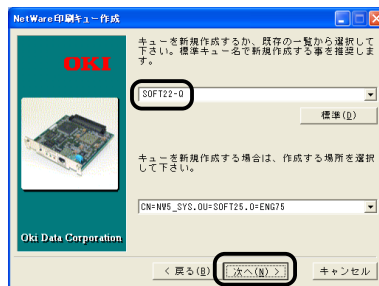 NetWare印刷キュー作成
OKI
キューを新規作成するか、既存の一覧から選択して
下さい。標準キュー名で新規作成する事を推奨しま
す。
SOFT22-Q
標準(D)
キューを新規作成する場合は、作成する場所を選択
して下さい。
CN=NW5_SYS.OU=SOFT25.O=ENG75
Oki Data Corporation
< 戻る(B)
次へ(N) >
キャンセル